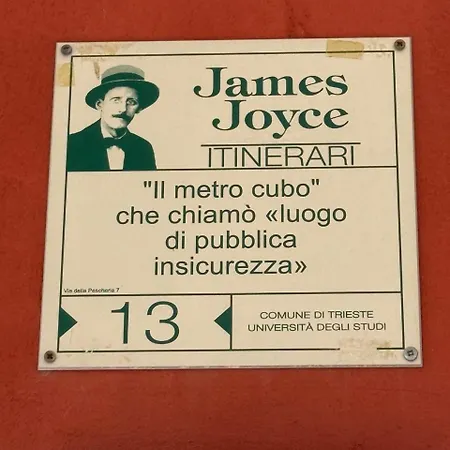 James
Joyce
ITINERARI
"Il metro cubo"
che chiamò «luogo
di pubblica
insicurezza»
Via della Pescheria 7
13
COMUNE DI TRIESTE
UNIVERSITÀ DEGLI STUDI